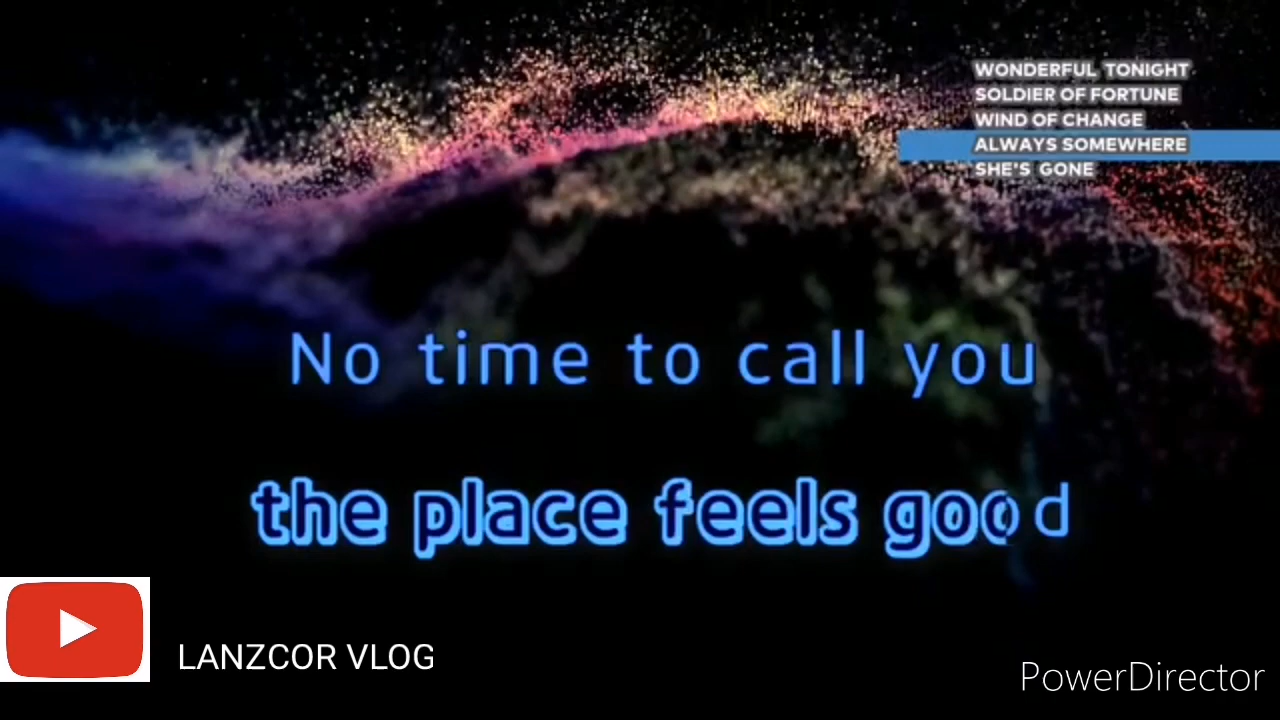 WONDERFUL TONIGHT
SOLDIER OF FORTUNE
WIND OF CHANGE
ALWAYS SOMEWHERE
SHE'S GONE
No time to call you
the place feels good
LANZCOR VLOG
PowerDirector